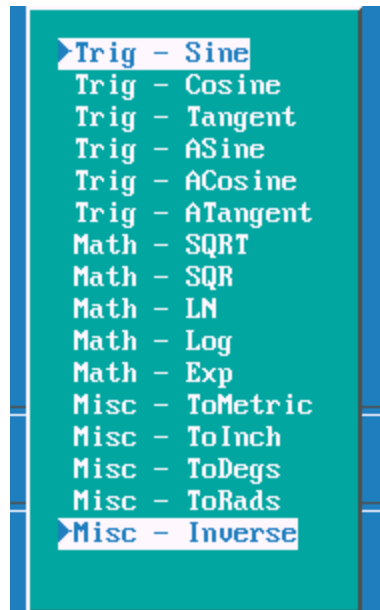 Trig - Sine
Trig - Cosine
Trig - Tangent
Trig - ASine
Trig - ACosine
Trig - ATangent
Math - SQRT
Math - SQR
Math - LN
Math - Log
Math - Exp
Misc - ToMetric
Misc - ToInch
Misc - ToDegs
Misc - ToRads
Misc - Inverse